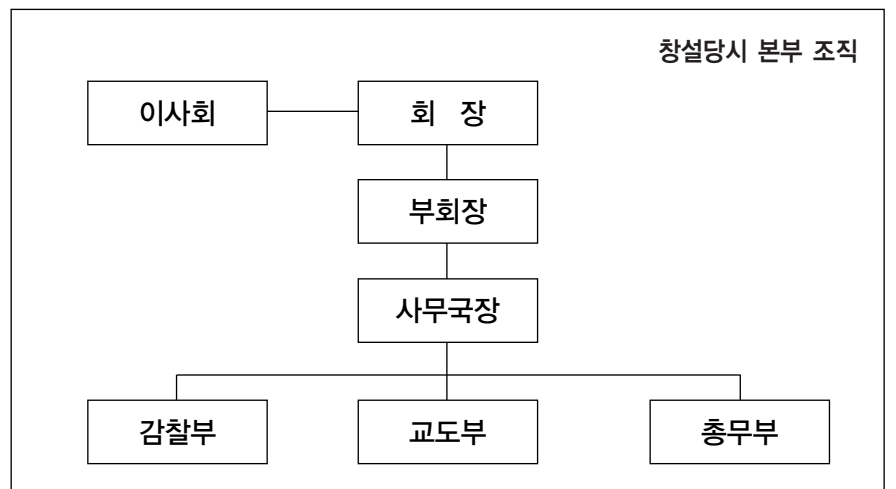 창설당시 본부 조직
이사회 회 장
부회장
사무국장
감찰부 교도부 총무부